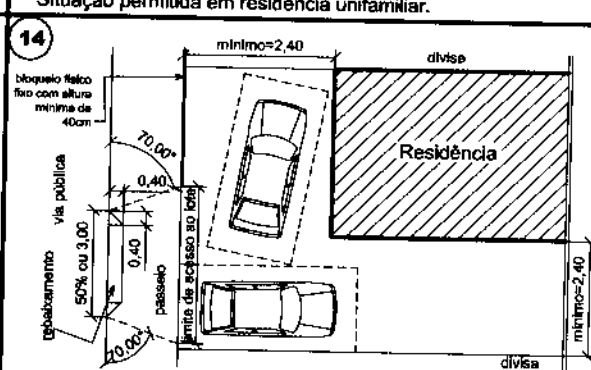 Situação permitida em residência unifamiliar.
14
mínimo=2,40
divisa
bloqueio físico
fixo com altura
mínima de
40cm
70,00°
0,40
Residência
via pública
rebaixamento
50% ou 3,00
0,40
passeio
limite de acesso ao lote
70,00°
mínimo=2,40
divisa